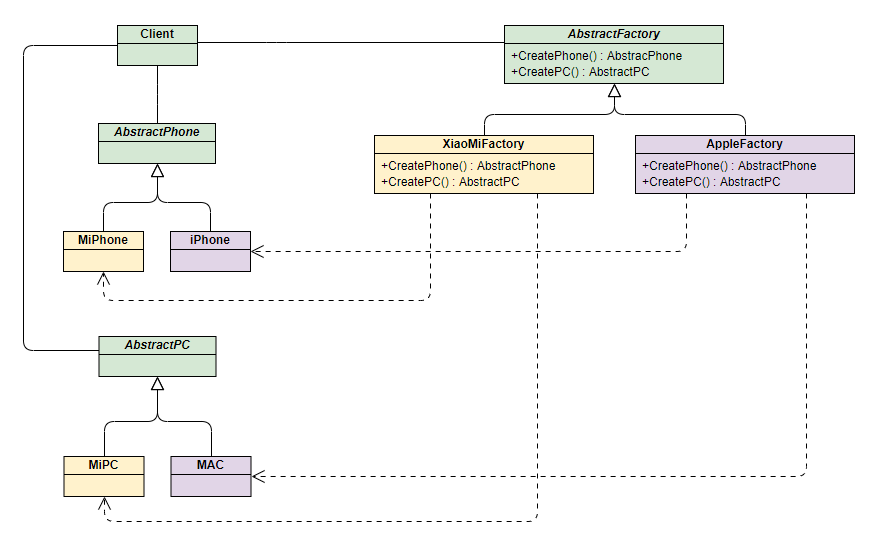 Client
AbstractFactory
+CreatePhone() : AbstracPhone
+CreatePC() : AbstractPC
AbstractPhone
XiaoMiFactory
+CreatePhone() : AbstractPhone
+CreatePC() : AbstractPC
AppleFactory
+CreatePhone() : AbstractPhone
+CreatePC() : AbstractPC
MiPhone
iPhone
AbstractPC
MiPC
MAC